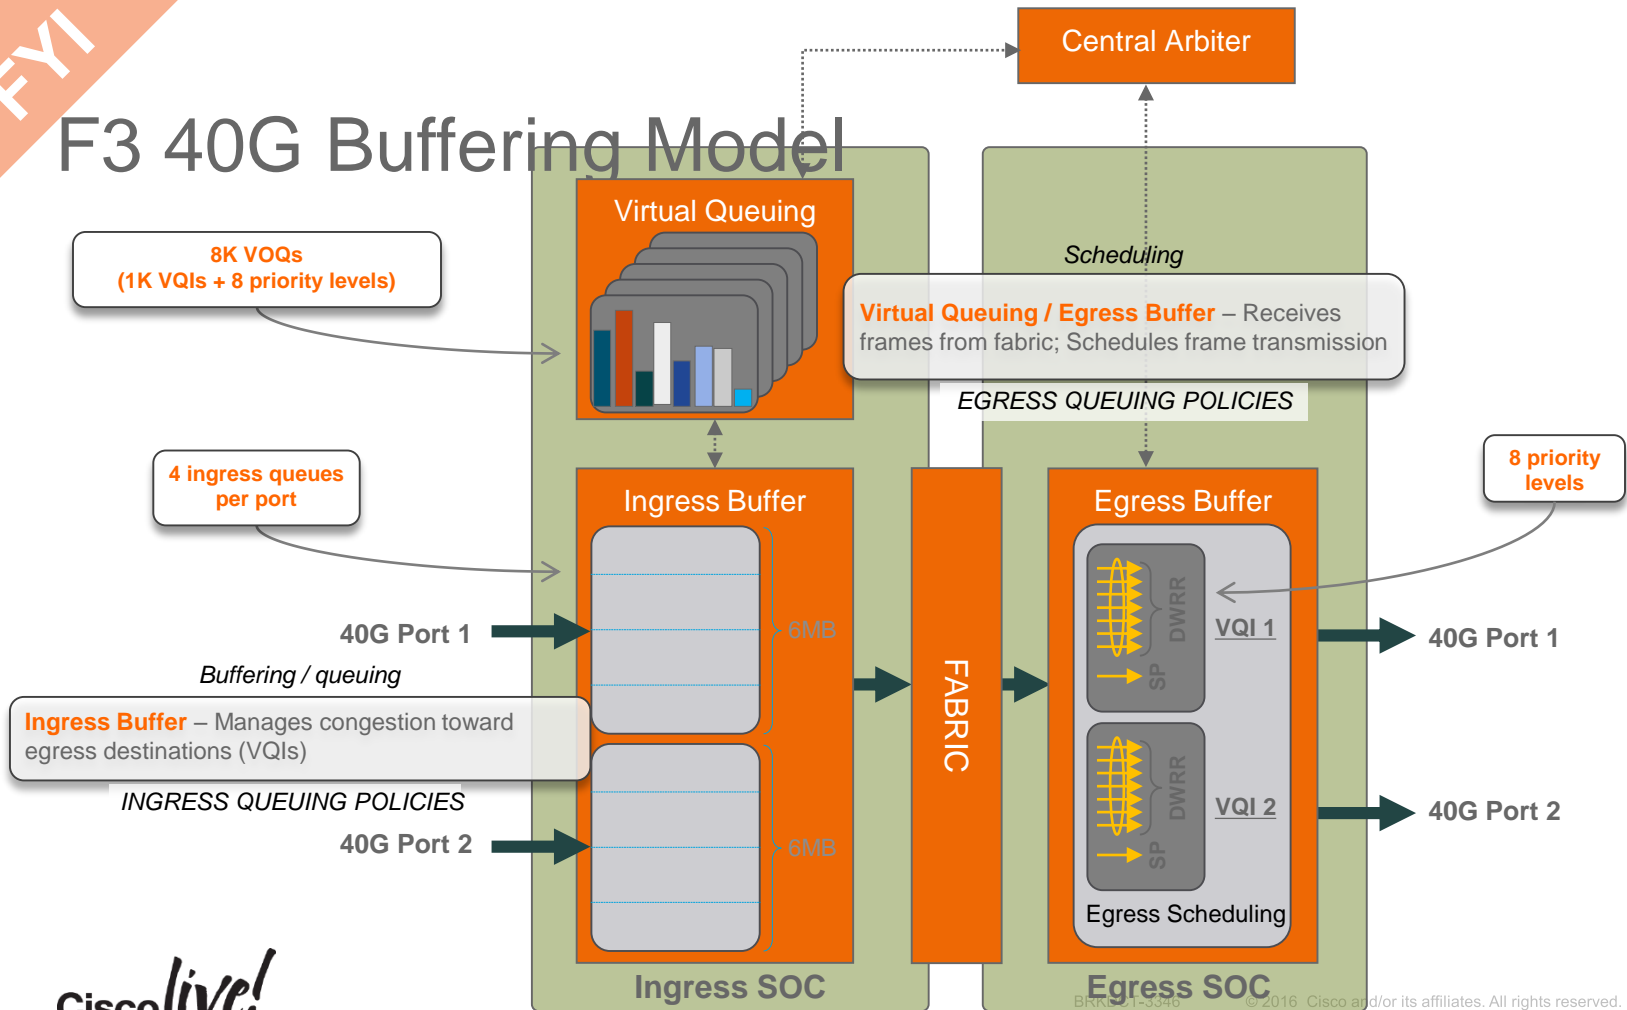 FYI
F3 40G Buffering Model
Central Arbiter
Virtual Queuing
8K VOQs
(1K VQIs + 8 priority levels)
Scheduling
Virtual Queuing / Egress Buffer – Receives
frames from fabric; Schedules frame transmission
EGRESS QUEUING POLICIES
4 ingress queues
per port
8 priority
levels
Ingress Buffer
Egress Buffer
6MB
DWRR
SP
VQI 1
40G Port 1
40G Port 1
Buffering / queuing
Ingress Buffer – Manages congestion toward
egress destinations (VQIs)
INGRESS QUEUING POLICIES
FABRIC
40G Port 2
6MB
DWRR
SP
VQI 2
40G Port 2
Egress Scheduling
Ingress SOC
Egress SOC
Cisco live!
BRKDCT-3346
© 2016 Cisco and/or its affiliates. All rights reserved.